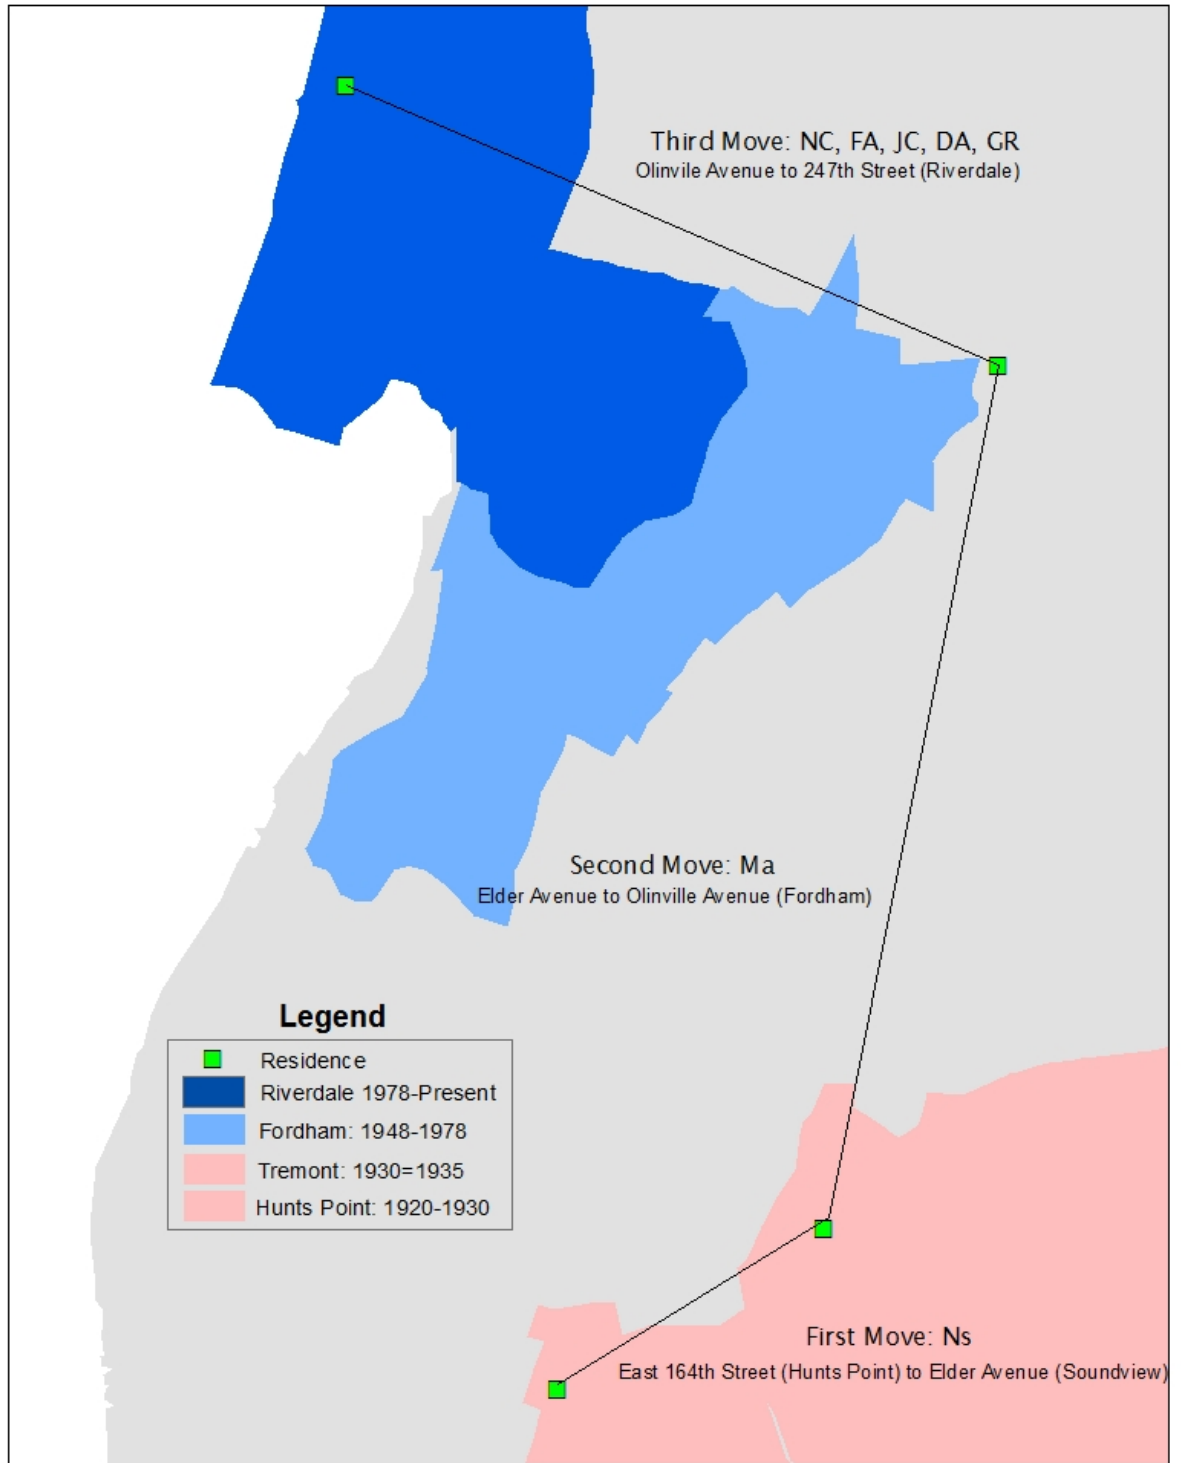 Third Move: NC, FA, JC, DA, GR
Olinvile Avenue to 247th Street (Riverdale)
Second Move: Ma
Elder Avenue to Olinville Avenue (Fordham)
Legend
Residence
Riverdale 1978-Present
Fordham: 1948-1978
Tremont: 1930=1935
Hunts Point: 1920-1930
First Move: Ns
East 164th Street (Hunts Point) to Elder Avenue (Soundview)